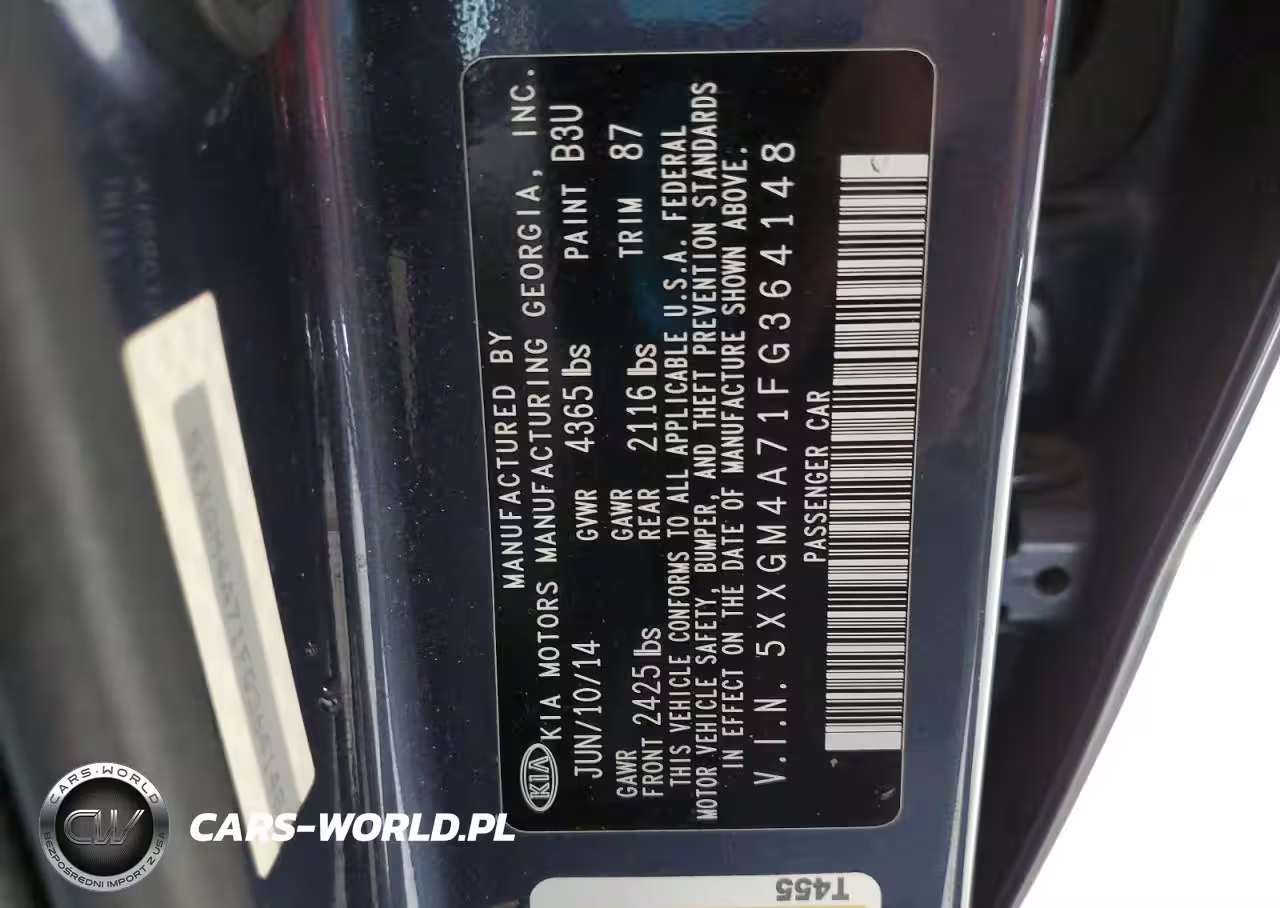 MANUFACTURED BY
KIA KIA MOTORS MANUFACTURING GEORGIA, INC.
JUN/10/14 GVWR 4365 lbs PAINT B3U
GAWR FRONT 2425 lbs GAWR REAR 2116 lbs TRIM 87
THIS VEHICLE CONFORMS TO ALL APPLICABLE U.S.A. FEDERAL
MOTOR VEHICLE SAFETY, BUMPER, AND THEFT PREVENTION STANDARDS
IN EFFECT ON THE DATE OF MANUFACTURE SHOWN ABOVE.
V.I.N. 5XXGM4A71FG364148
PASSENGER CAR
T455
CARS-WORLD
CW
BEZPOŚREDNI IMPORT Z USA
CARS-WORLD.PL